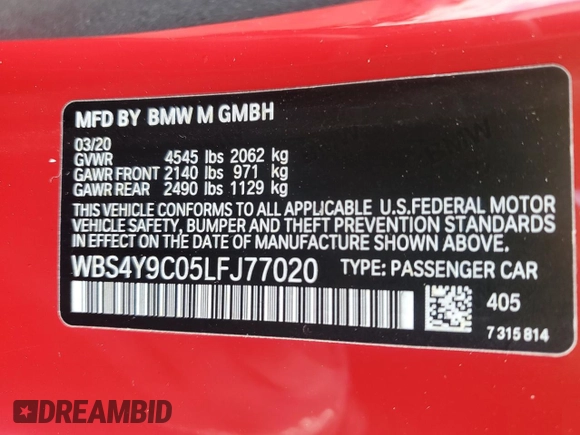 MFD BY BMW M GMBH
03/20
GVWR 4545 lbs 2062 kg
GAWR FRONT 2140 lbs 971 kg
GAWR REAR 2490 lbs 1129 kg
THIS VEHICLE CONFORMS TO ALL APPLICABLE U.S.FEDERAL MOTOR
VEHICLE SAFETY, BUMPER AND THEFT PREVENTION STANDARDS
IN EFFECT ON THE DATE OF MANUFACTURE SHOWN ABOVE.
WBS4Y9C05LFJ77020 TYPE: PASSENGER CAR
405
7 315 814
DREAMBID